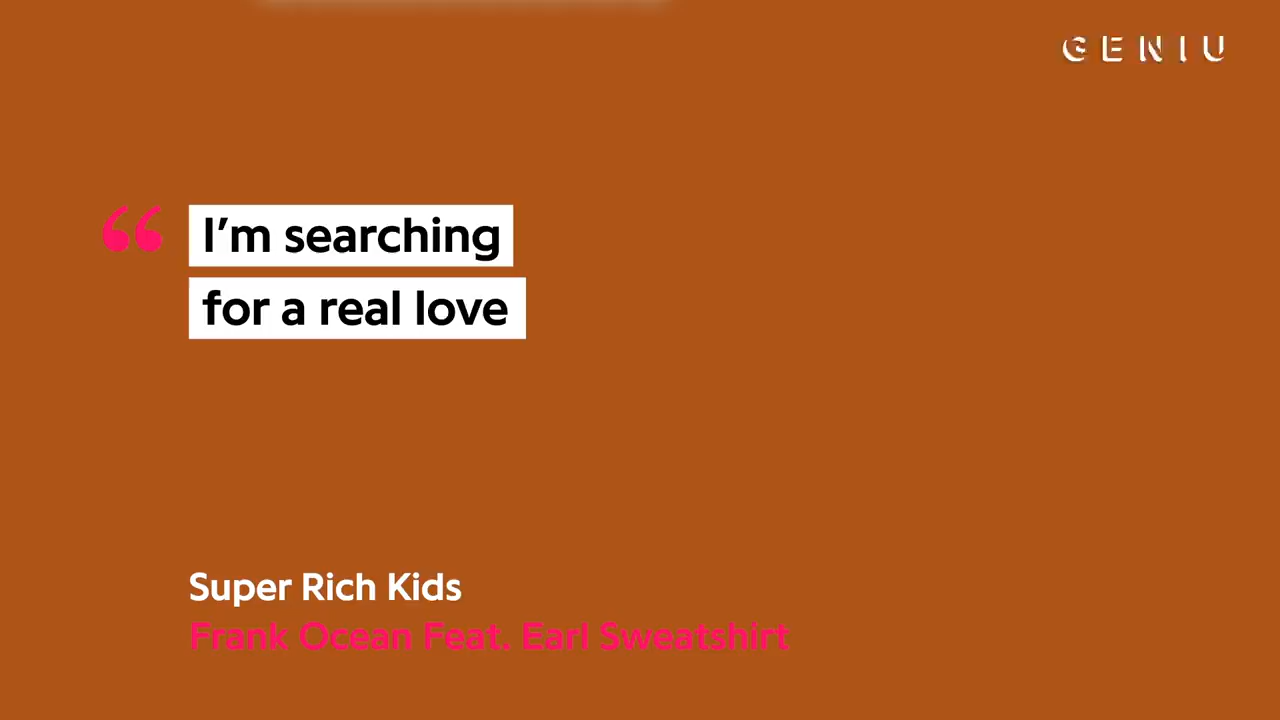 GENIU
“I’m searching
for a real love
Super Rich Kids
Frank Ocean Feat. Earl Sweatshirt